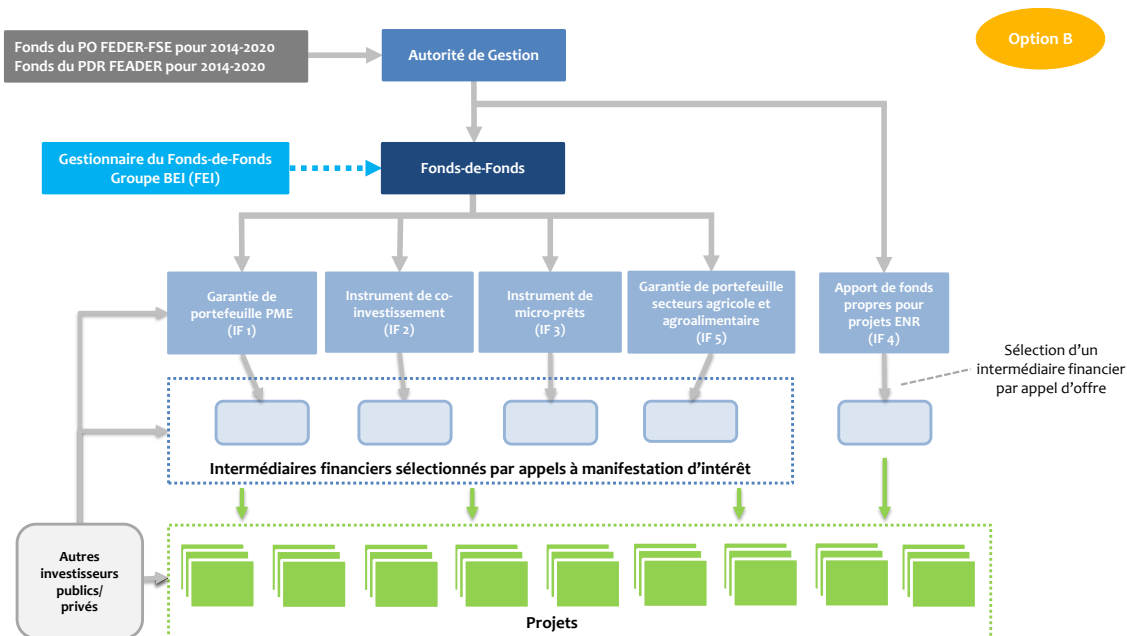 Option B
Fonds du PO FEDER-FSE pour 2014-2020
Fonds du PDR FEADER pour 2014-2020
Autorité de Gestion
Gestionnaire du Fonds-de-Fonds
Groupe BEI (FEI)
Fonds-de-Fonds
Garantie de
portefeuille PME
(IF 1)
Instrument de co-
investissement
(IF 2)
Instrument de
micro-prêts
(IF 3)
Garantie de portefeuille
secteurs agricole et
agroalimentaire
(IF 5)
Apport de fonds
propres pour
projets ENR
(IF 4)
Sélection d'un
intermédiaire financier
par appel d'offre
Intermédiaires financiers sélectionnés par appels à manifestation d'intérêt
Autres
investisseurs
publics/
privés
Projets